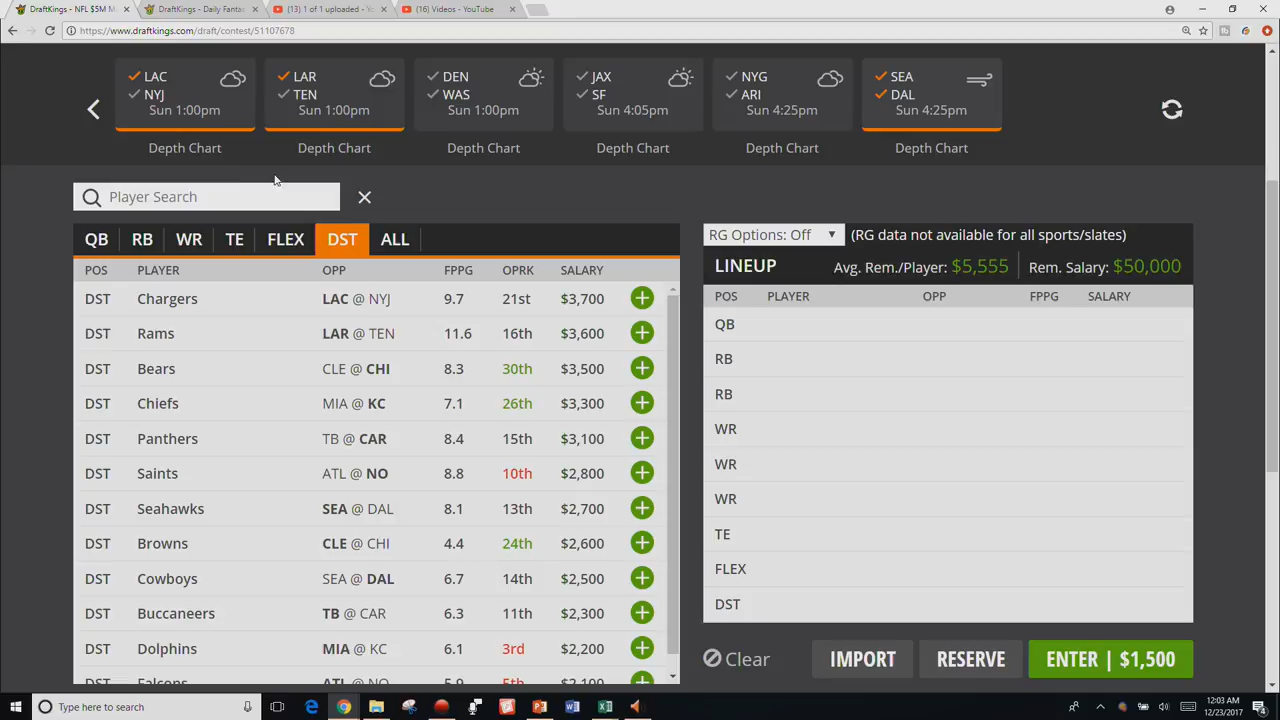 DraftKings - NFL $5M M
DraftKings - Daily Fantas
(13) 1 of 1 uploaded - Yo
(16) Videos - YouTube
https://www.draftkings.com/draft/contest/51107678
LAC NYJ Sun 1:00pm
LAR TEN Sun 1:00pm
DEN WAS Sun 1:00pm
JAX SF Sun 4:05pm
NYG ARI Sun 4:25pm
SEA DAL Sun 4:25pm
Depth Chart Depth Chart Depth Chart Depth Chart Depth Chart Depth Chart
Player Search
QB RB WR TE FLEX DST ALL
POS PLAYER OPP FPPG OPRK SALARY
DST Chargers LAC @ NYJ 9.7 21st $3,700
DST Rams LAR @ TEN 11.6 16th $3,600
DST Bears CLE @ CHI 8.3 30th $3,500
DST Chiefs MIA @ KC 7.1 26th $3,300
DST Panthers TB @ CAR 8.4 15th $3,100
DST Saints ATL @ NO 8.8 10th $2,800
DST Seahawks SEA @ DAL 8.1 13th $2,700
DST Browns CLE @ CHI 4.4 24th $2,600
DST Cowboys SEA @ DAL 6.7 14th $2,500
DST Buccaneers TB @ CAR 6.3 11th $2,300
DST Dolphins MIA @ KC 6.1 3rd $2,200
DST Falcons ATL @ NO 5.9 5th
RG Options: Off (RG data not available for all sports/slates)
LINEUP Avg. Rem./Player: $5,555 Rem. Salary: $50,000
POS PLAYER OPP FPPG SALARY
QB
RB
RB
WR
WR
WR
TE
FLEX
DST
Clear IMPORT RESERVE ENTER | $1,500
Type here to search
12:03 AM
12/23/2017